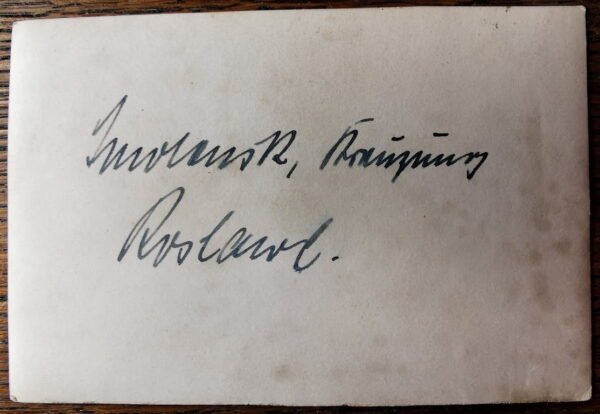 Smolensk, Kreuzung
Roslawl.